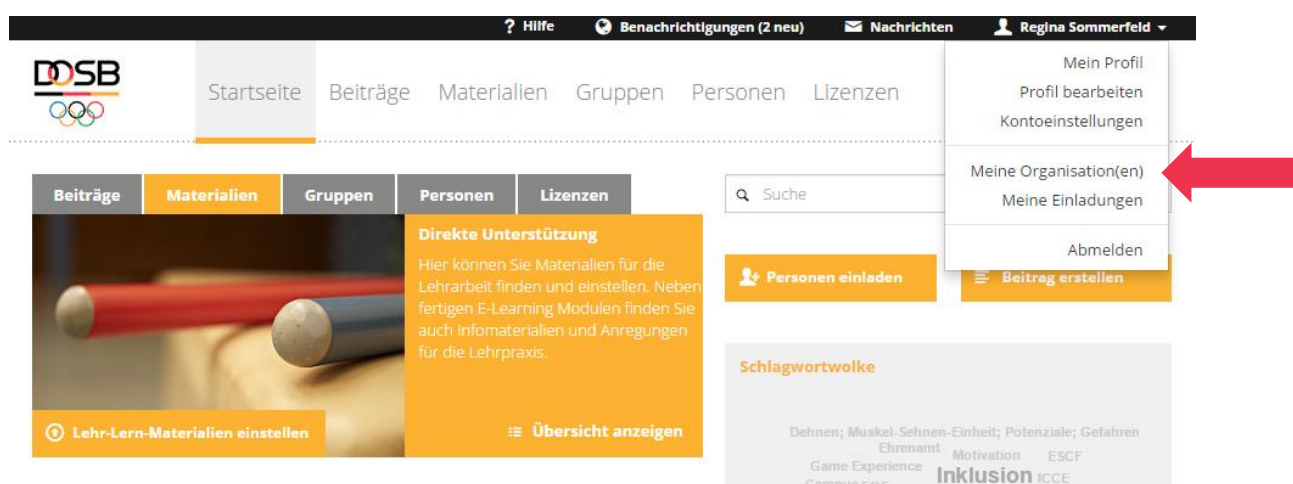 ? Hilfe Benachrichtigungen (2 neu) Nachrichten Regina Sommerfeld
DOSB
Startseite Beiträge Materialien Gruppen Personen Lizenzen
Mein Profil
Profil bearbeiten
Kontoeinstellungen
Meine Organisation(en)
Meine Einladungen
Abmelden
Beiträge Materialien Gruppen Personen Lizenzen
Suche
Direkte Unterstützung
Hier können Sie Materialien für die
Lehrarbeit finden und einstellen. Neben
fertigen E-Learning Modulen finden Sie
auch Infomaterialien und Anregungen
für die Lehrpraxis.
Lehr-Lern-Materialien einstellen
Übersicht anzeigen
Personen einladen
Beitrag erstellen
Schlagwortwolke
Dehnen; Muskel-Sehnen-Einheit; Potenziale; Gefahren
Ehrenamt Motivation ESCF
Game Experience Inklusion ICCE